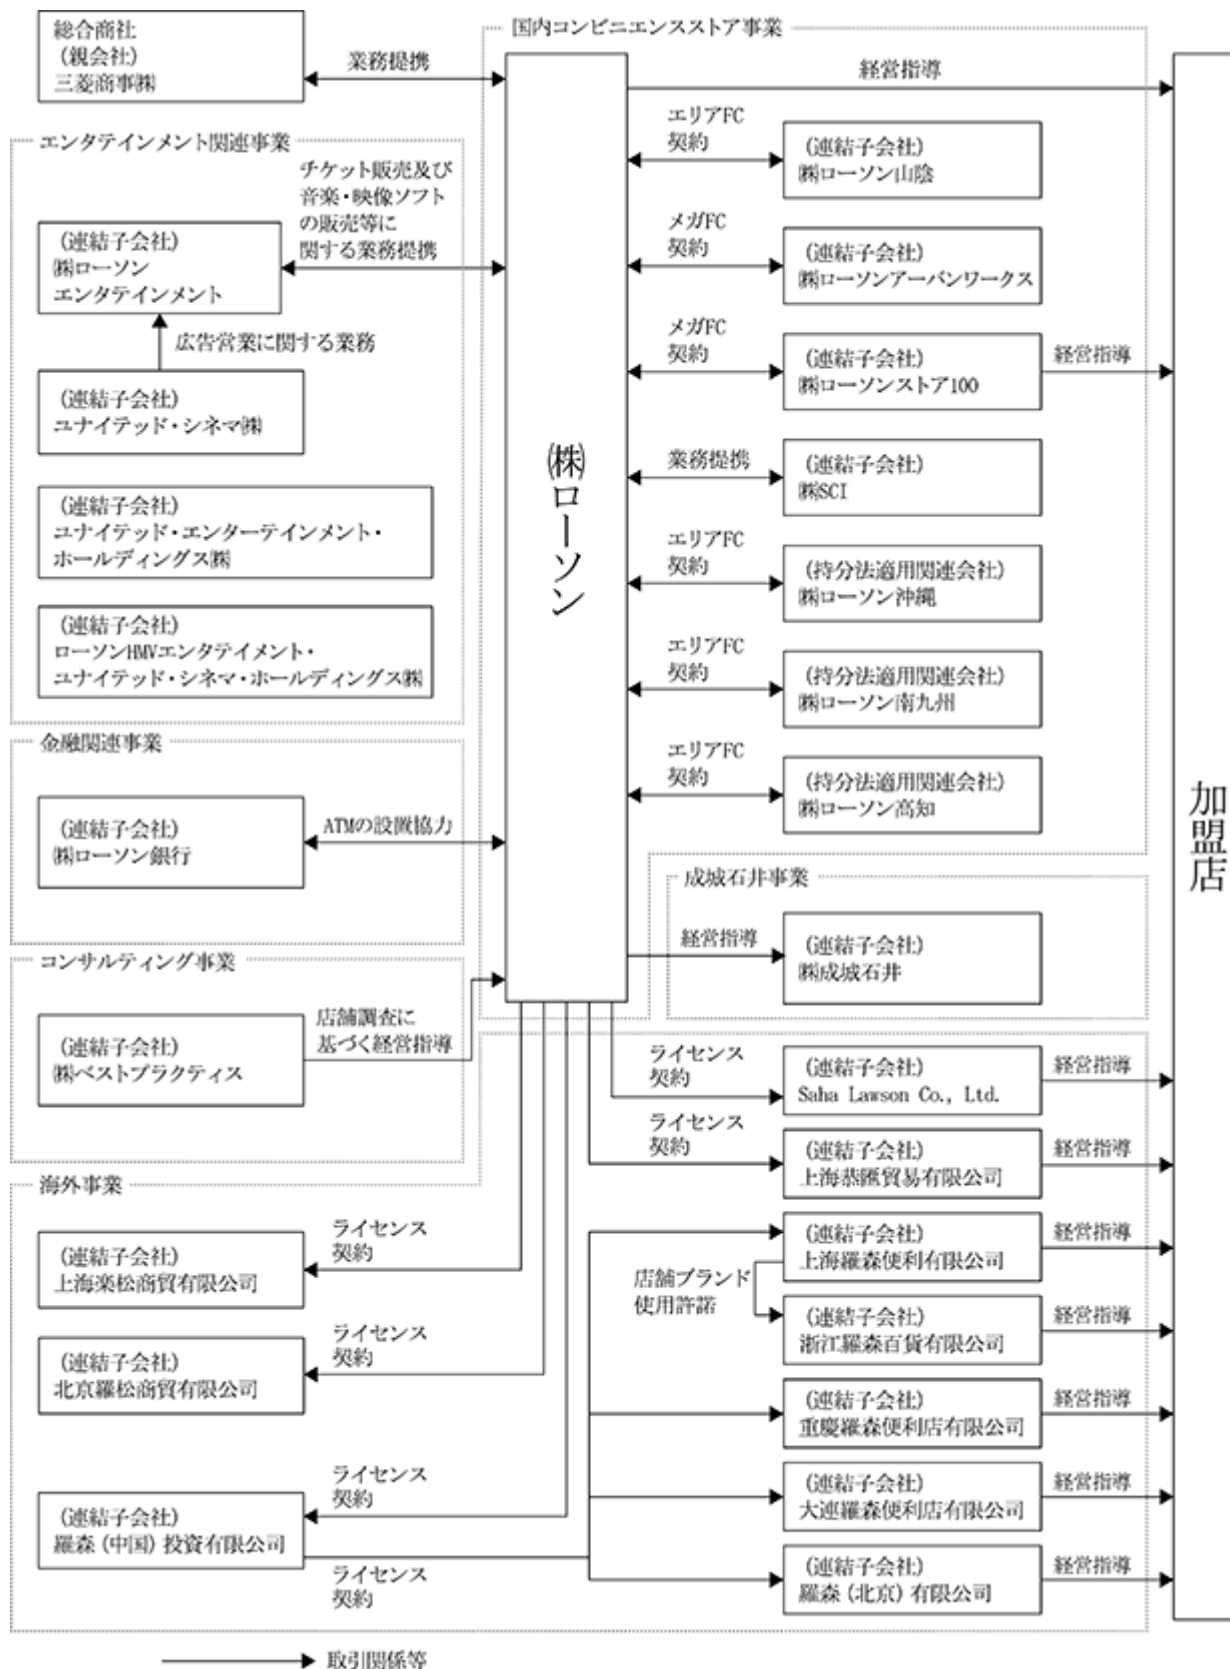 総合商社
(親会社)
三菱商事㈱
業務提携
国内コンビニエンスストア事業
㈱ローソン
経営指導
加盟店
エリアFC
契約
(連結子会社)
㈱ローソン山陰
メガFC
契約
(連結子会社)
㈱ローソンアーバンワークス
メガFC
契約
(連結子会社)
㈱ローソンストア100
経営指導
業務提携
(連結子会社)
㈱SCI
エリアFC
契約
(持分法適用関連会社)
㈱ローソン沖縄
エリアFC
契約
(持分法適用関連会社)
㈱ローソン南九州
エリアFC
契約
(持分法適用関連会社)
㈱ローソン高知
エンタテインメント関連事業
チケット販売及び
音楽・映像ソフト
の販売等に
関する業務提携
(連結子会社)
㈱ローソン
エンタテインメント
広告営業に関する業務
(連結子会社)
ユナイテッド・シネマ㈱
(連結子会社)
ユナイテッド・エンターテインメント・
ホールディングス㈱
(連結子会社)
ローソンHMVエンタテイメント・
ユナイテッド・シネマ・ホールディングス㈱
金融関連事業
(連結子会社)
㈱ローソン銀行
ATMの設置協力
成城石井事業
経営指導
(連結子会社)
㈱成城石井
コンサルティング事業
(連結子会社)
㈱ベストプラクティス
店舗調査に
基づく経営指導
海外事業
ライセンス
契約
(連結子会社)
Saha Lawson Co., Ltd.
経営指導
ライセンス
契約
(連結子会社)
上海恭匯貿易有限公司
経営指導
ライセンス
契約
(連結子会社)
上海楽松商貿有限公司
(連結子会社)
上海羅森便利有限公司
経営指導
店舗ブランド
使用許諾
(連結子会社)
浙江羅森百貨有限公司
経営指導
ライセンス
契約
(連結子会社)
北京羅松商貿有限公司
(連結子会社)
重慶羅森便利店有限公司
経営指導
ライセンス
契約
(連結子会社)
羅森(中国)投資有限公司
ライセンス
契約
(連結子会社)
大連羅森便利店有限公司
経営指導
(連結子会社)
羅森(北京)有限公司
経営指導
取引関係等